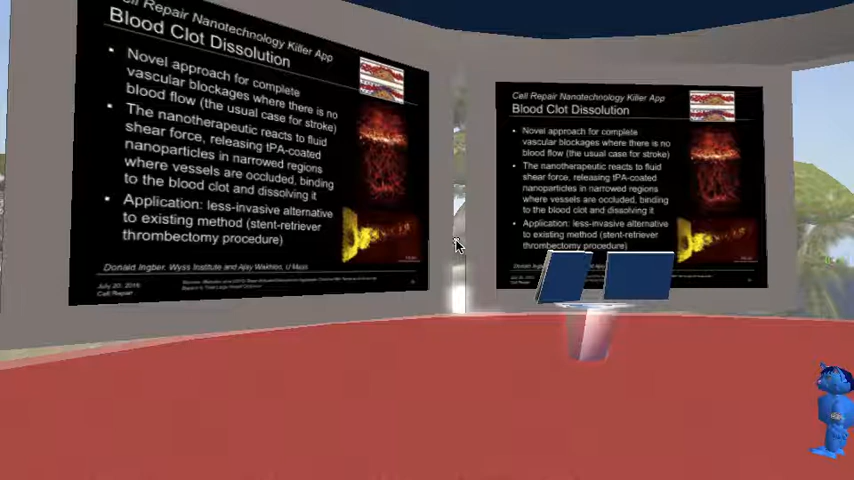 Cell Repair Nanotechnology Killer App
Blood Clot Dissolution
• Novel approach for complete
vascular blockages where there is no
blood flow (the usual case for stroke)
• The nanotherapeutic reacts to fluid
shear force, releasing tPA-coated
nanoparticles in narrowed regions
where vessels are occluded, binding
to the blood clot and dissolving it
• Application: less-invasive alternative
to existing method (stent-retriever
thrombectomy procedure)
Donald Ingber, Wyss Institute and Ajay Wakhloo, U Mass
July 20, 2016
Cell Repair
Cell Repair Nanotechnology Killer App
Blood Clot Dissolution
• Novel approach for complete
vascular blockages where there is no
blood flow (the usual case for stroke)
• The nanotherapeutic reacts to fluid
shear force, releasing tPA-coated
nanoparticles in narrowed regions
where vessels are occluded, binding
to the blood clot and dissolving it
• Application: less-invasive alternative
to existing method (stent-retriever
thrombectomy procedure)